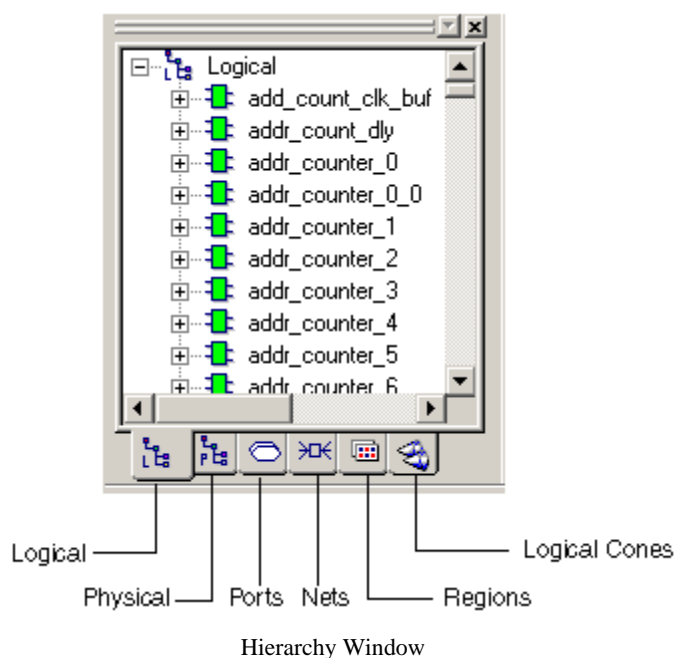 Logical
add_count_clk_buf
addr_count_dly
addr_counter_0
addr_counter_0_0
addr_counter_1
addr_counter_2
addr_counter_3
addr_counter_4
addr_counter_5
addr_counter_6
L P
Logical Logical Cones
Physical Ports Nets Regions
Hierarchy Window